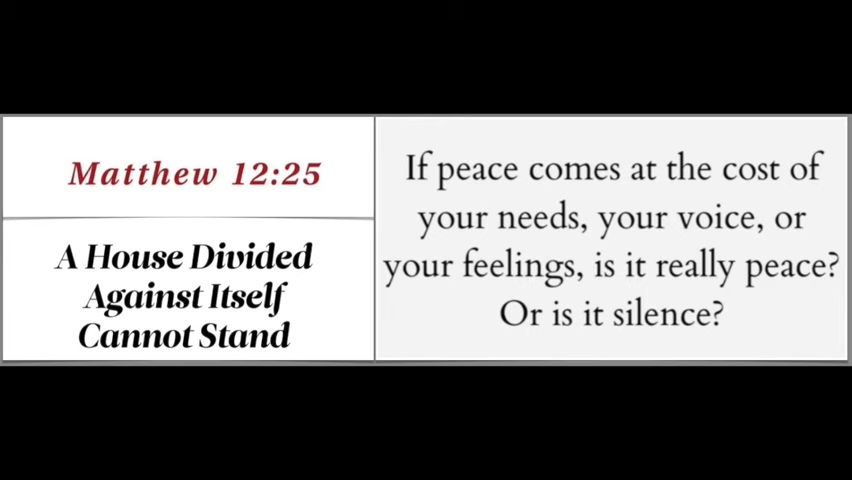 Matthew 12:25
A House Divided
Against Itself
Cannot Stand
If peace comes at the cost of
your needs, your voice, or
your feelings, is it really peace?
Or is it silence?